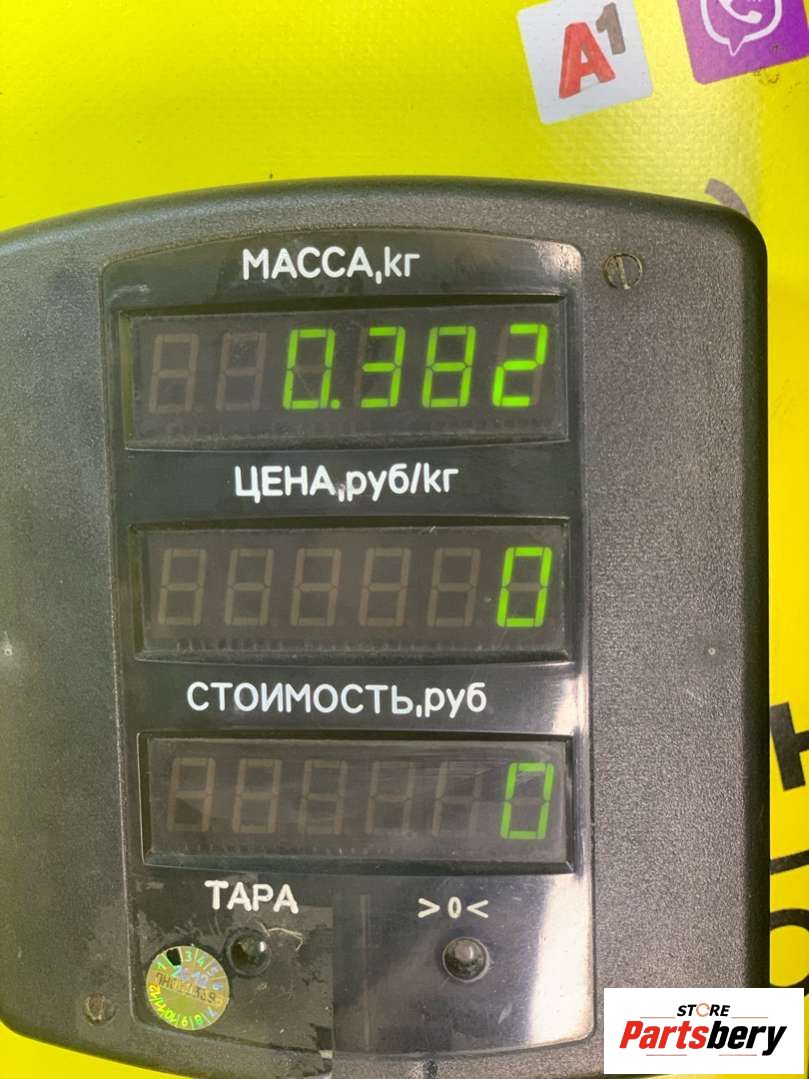 A1
МАССА,кг
0.382
ЦЕНА,руб/кг
0
СТОИМОСТЬ,руб
0
ТАРА >0<
STORE
Partsbery